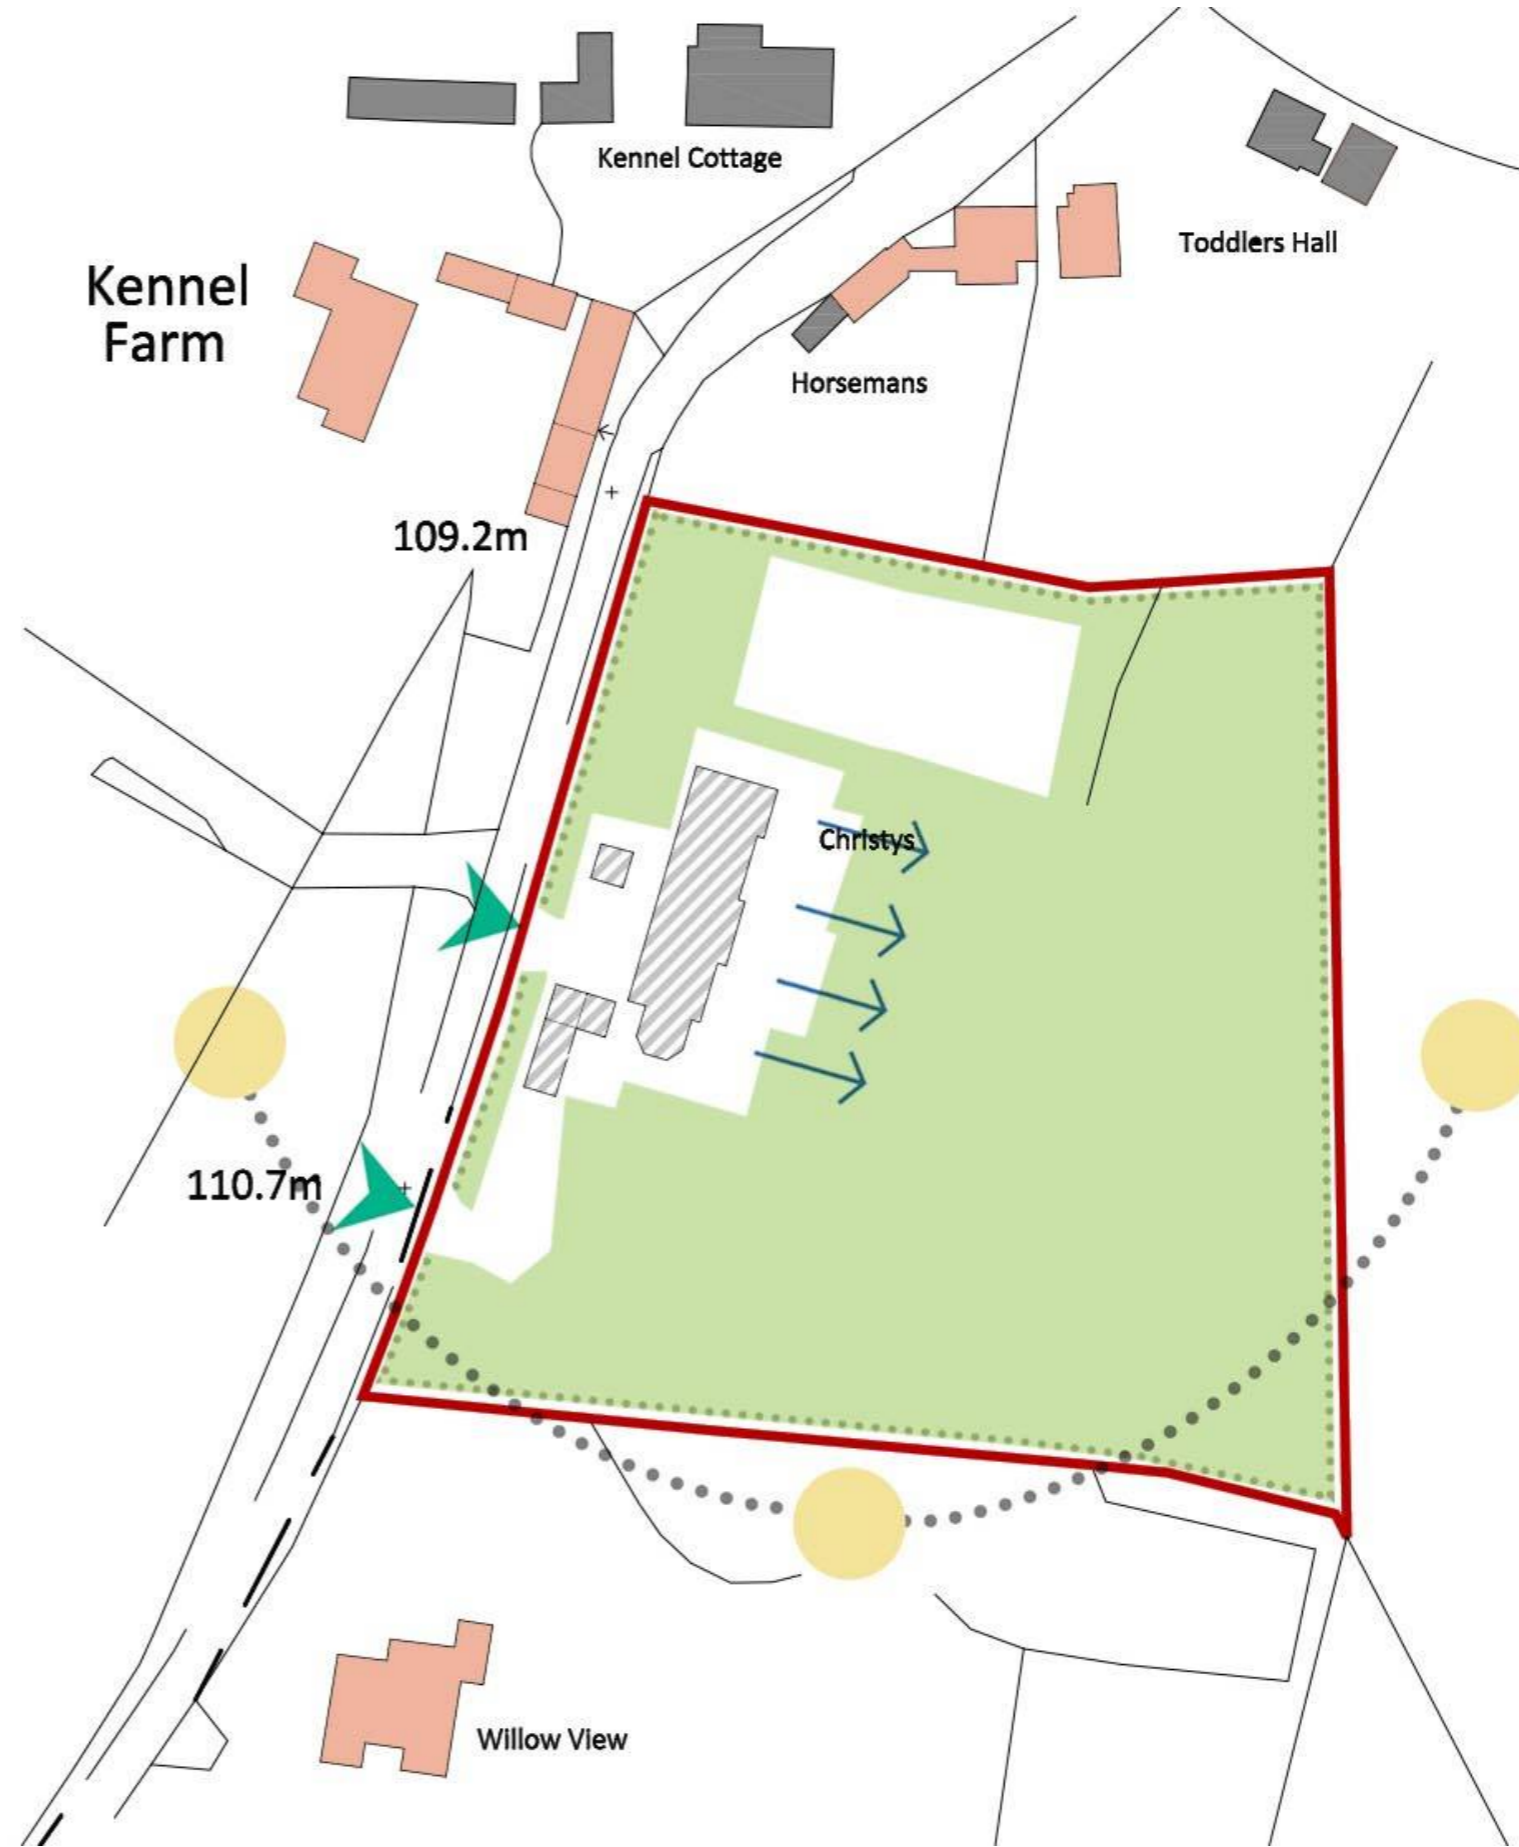 Kennel Cottage
Toddlers Hall
Kennel
Farm
Horsemans
109.2m
Christys
110.7m
Willow View